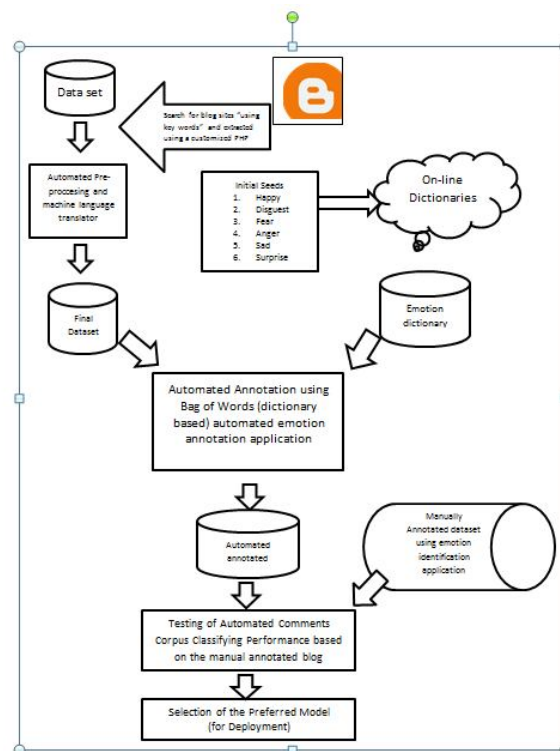 Data set
Search for blog sites "using
key words" and extracted
using a customized PHP
Automated Pre-
proccesing and
machine language
translator
Initial Seeds
1. Happy
2. Disguest
3. Fear
4. Anger
5. Sad
6. Surprise
On-line
Dictionaries
Final
Dataset
Emotion
dictionary
Automated Annotation using
Bag of Words (dictionary
based) automated emotion
annotation application
Automated
annotated
Manually
Annotated dataset
using emotion
identification
application
Testing of Automated Comments
Corpus Classifying Performance based
on the manual annotated blog
Selection of the Preferred Model
(for Deployment)